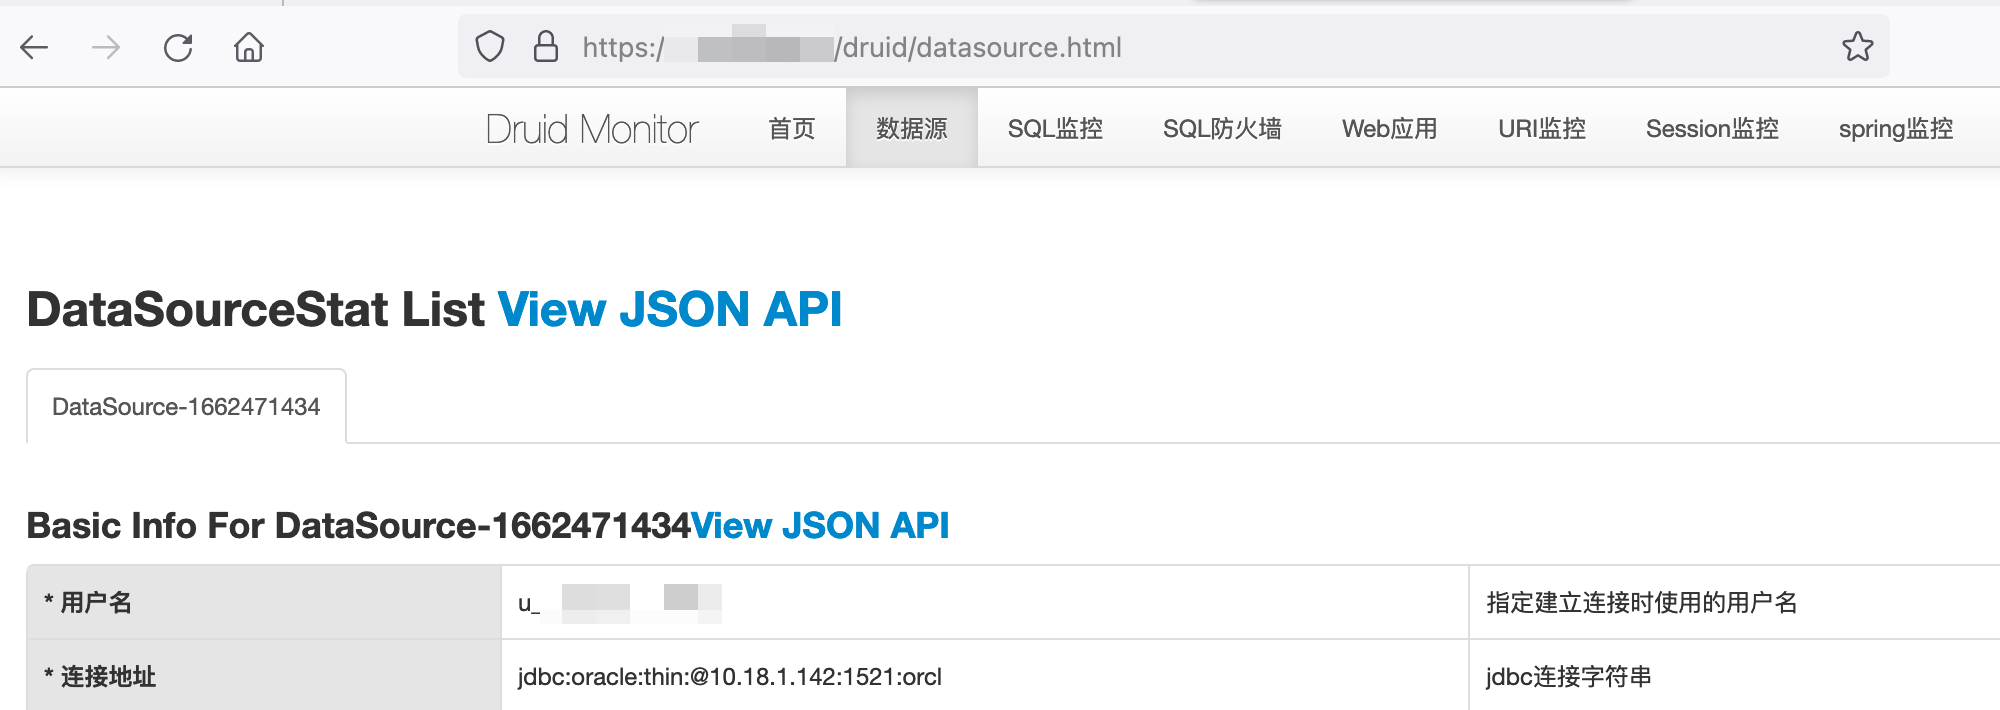 https:/ /druid/datasource.html
Druid Monitor 首页 数据源 SQL监控 SQL防火墙 Web应用 URI监控 Session监控 spring监控
DataSourceStat List View JSON API
DataSource-1662471434
Basic Info For DataSource-1662471434View JSON API
* 用户名 u_ 指定建立连接时使用的用户名
* 连接地址 jdbc:oracle:thin:@10.18.1.142:1521:orcl jdbc连接字符串